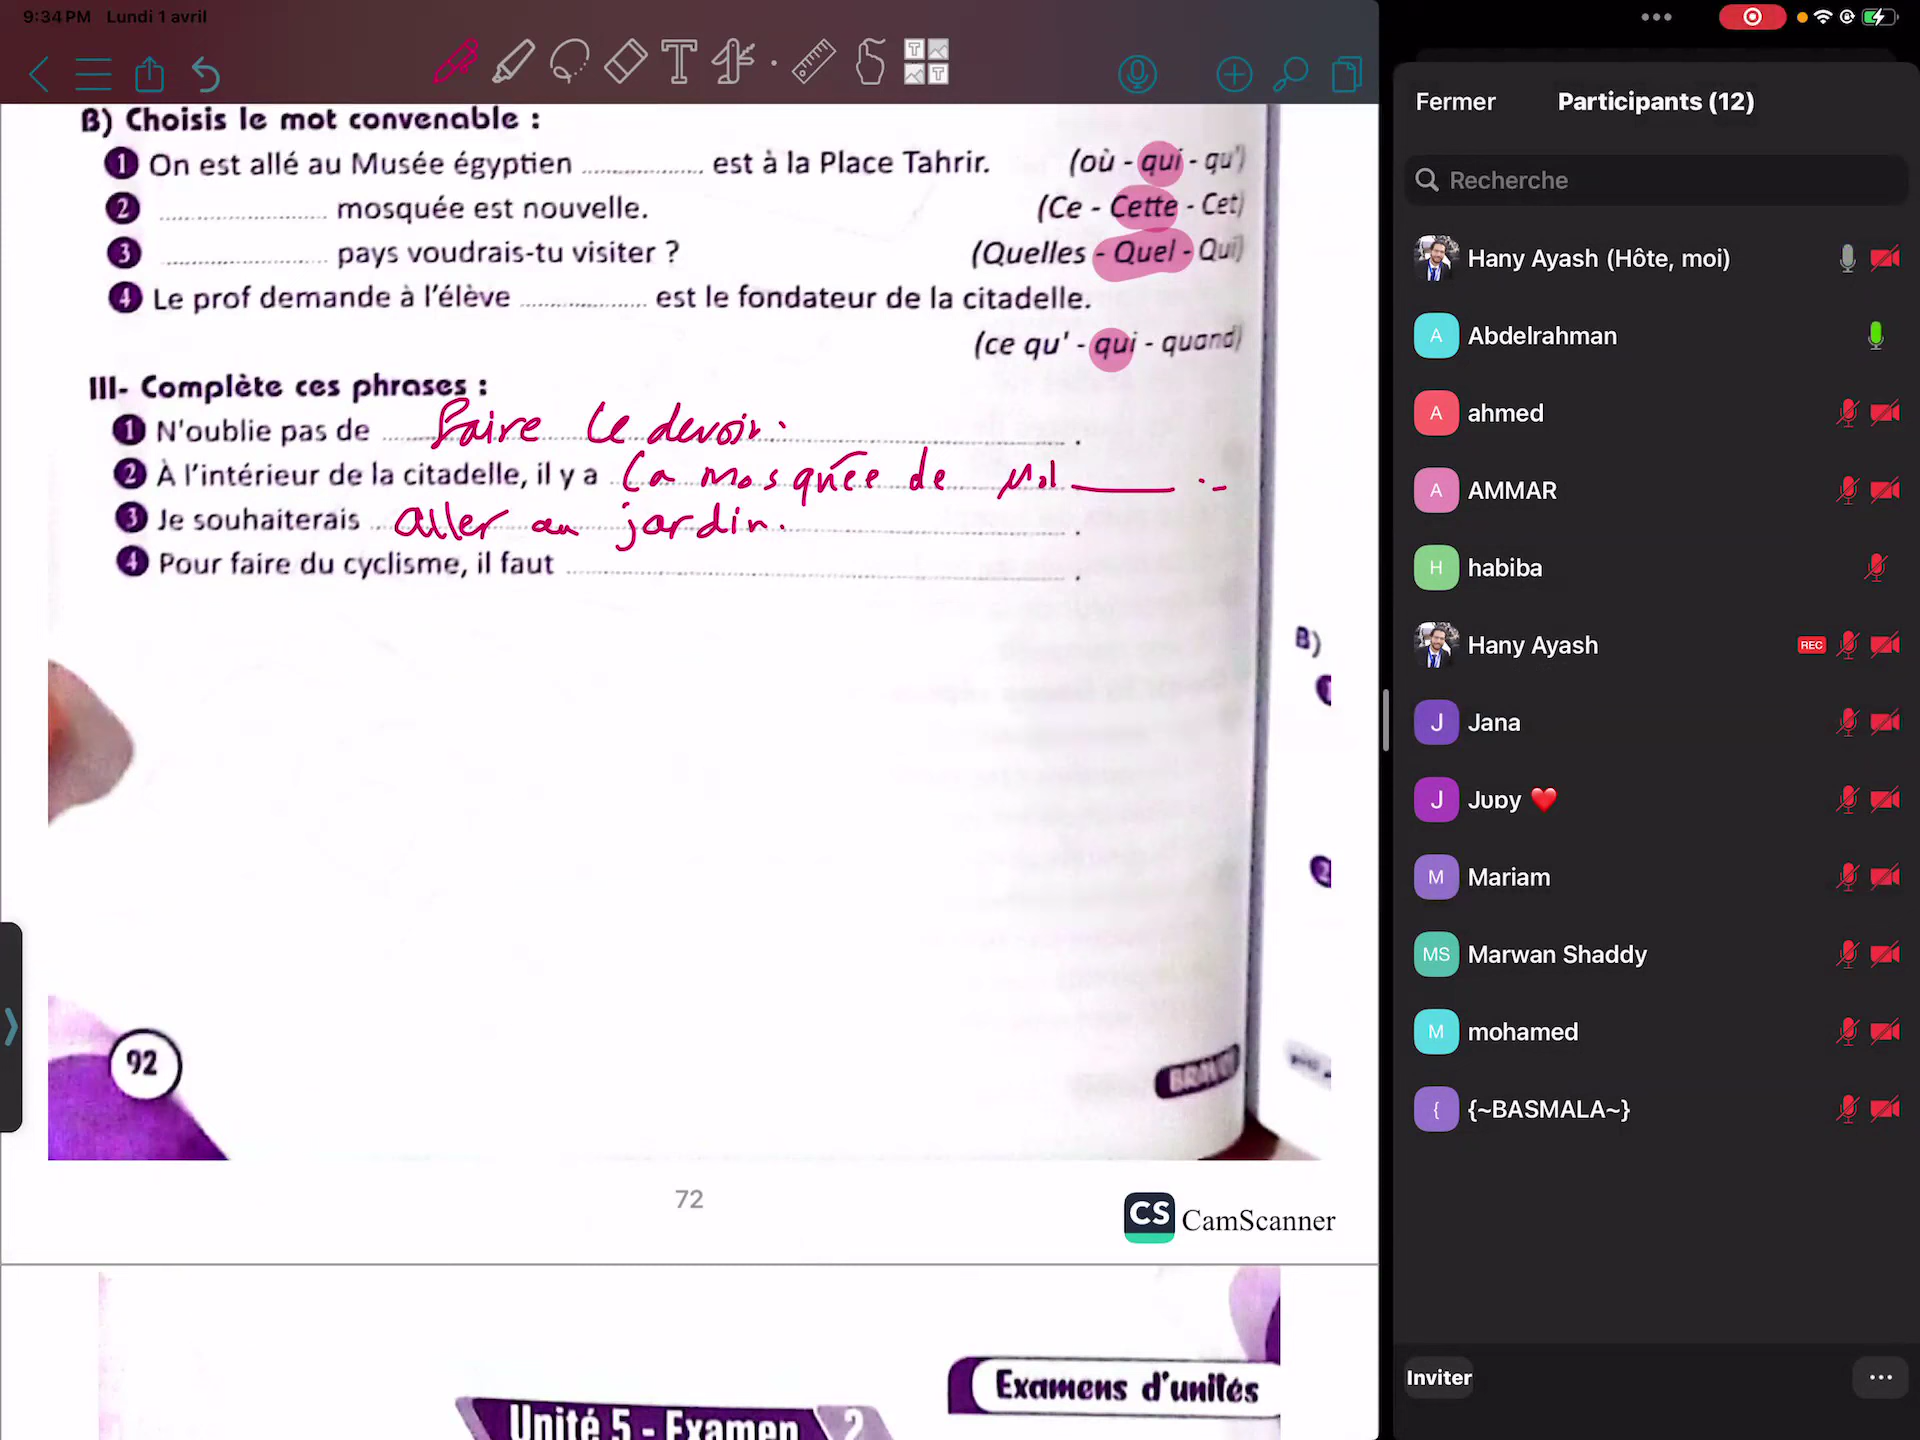 9:34 PM Lundi 1 avril
B) Choisis le mot convenable :
1 On est allé au Musée égyptien .................. est à la Place Tahrir. (où - qui - qu')
2 ......................... mosquée est nouvelle. (Ce - Cette - Cet)
3 ......................... pays voudrais-tu visiter ? (Quelles - Quel - Qui)
4 Le prof demande à l'élève ................... est le fondateur de la citadelle.
(ce qu' - qui - quand)
III- Complète ces phrases :
1 N'oublie pas de faire le devoir.
2 À l'intérieur de la citadelle, il y a la mosquée de
3 Je souhaiterais aller au jardin.
4 Pour faire du cyclisme, il faut ..............................
B)
92
BRAVO
72
CS CamScanner
Examens d'unités
Unité 5 - Examen 2
Fermer Participants (12)
Recherche
Hany Ayash (Hôte, moi)
A Abdelrahman
A ahmed
A AMMAR
H habiba
Hany Ayash REC
J Jana
J Jupy ❤️
M Mariam
MS Marwan Shaddy
M mohamed
{ {~BASMALA~}
Inviter